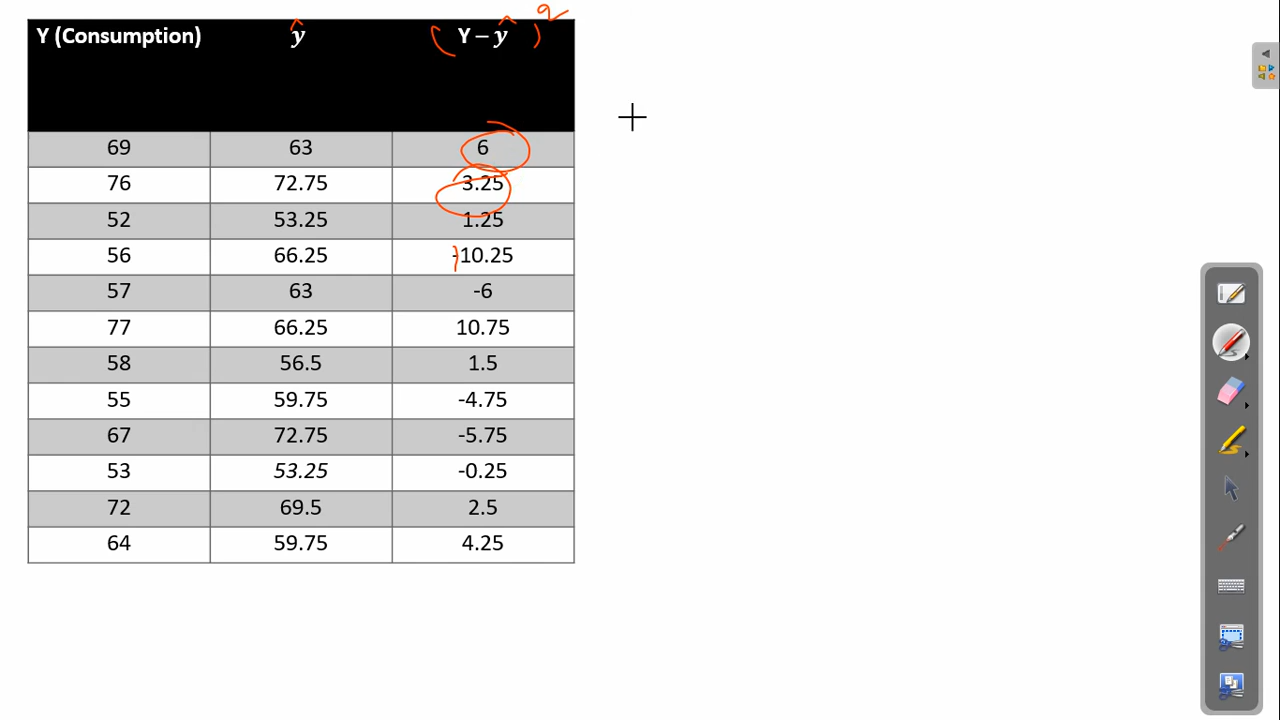 Y (Consumption) ŷ (Y – ŷ)²
69 63 6
76 72.75 3.25
52 53.25 1.25
56 66.25 -10.25
57 63 -6
77 66.25 10.75
58 56.5 1.5
55 59.75 -4.75
67 72.75 -5.75
53 53.25 -0.25
72 69.5 2.5
64 59.75 4.25